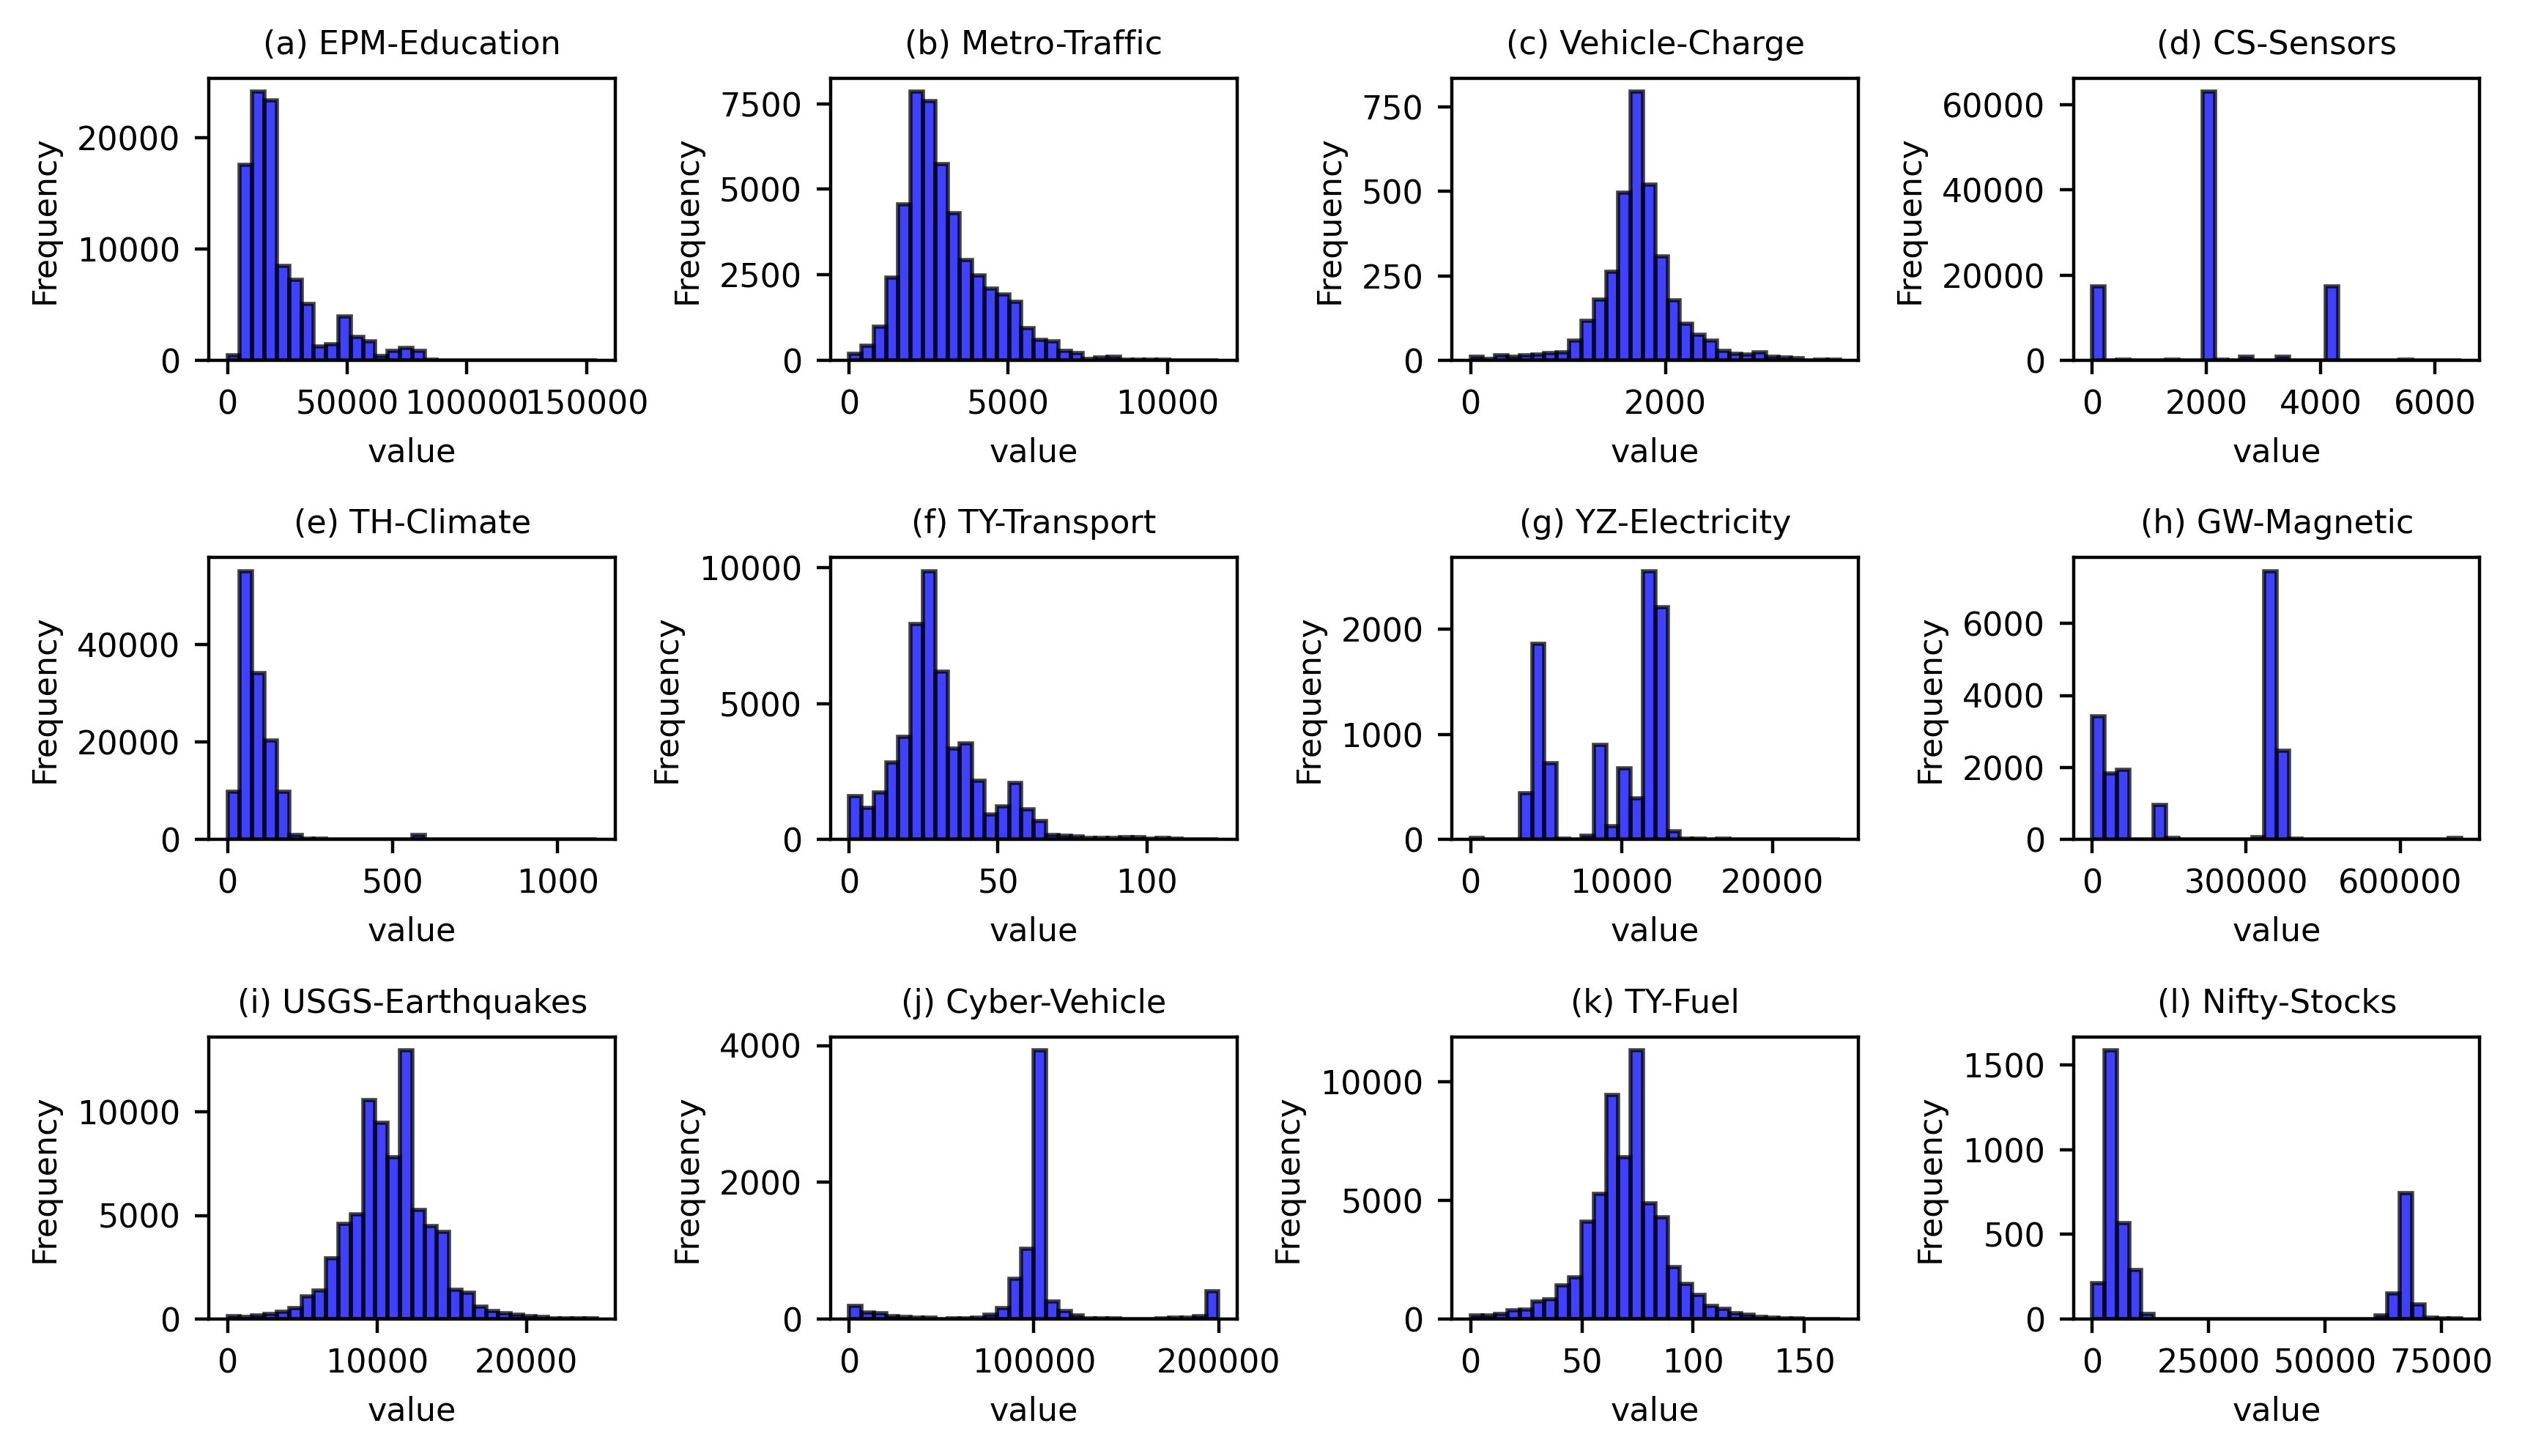 (a) EPM-Education
(b) Metro-Traffic
(c) Vehicle-Charge
(d) CS-Sensors
Frequency
20000
10000
0
0 50000 100000 150000
value
Frequency
7500
5000
2500
0
0 5000 10000
value
Frequency
750
500
250
0
0 2000
value
Frequency
60000
40000
20000
0
0 2000 4000 6000
value
(e) TH-Climate
(f) TY-Transport
(g) YZ-Electricity
(h) GW-Magnetic
Frequency
40000
20000
0
0 500 1000
value
Frequency
10000
5000
0
0 50 100
value
Frequency
2000
1000
0
0 10000 20000
value
Frequency
6000
4000
2000
0
0 300000 600000
value
(i) USGS-Earthquakes
(j) Cyber-Vehicle
(k) TY-Fuel
(l) Nifty-Stocks
Frequency
10000
5000
0
0 10000 20000
value
Frequency
4000
2000
0
0 100000 200000
value
Frequency
10000
5000
0
0 50 100 150
value
Frequency
1500
1000
500
0
0 25000 50000 75000
value